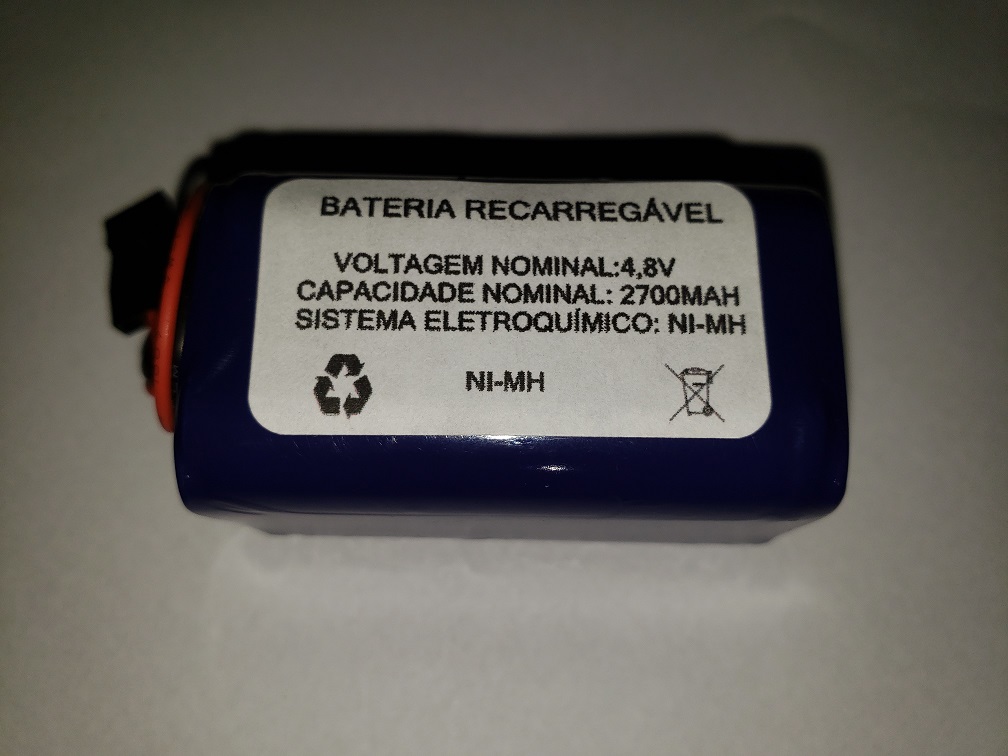 BATERIA RECARREGÁVEL
VOLTAGEM NOMINAL:4,8V
CAPACIDADE NOMINAL: 2700MAH
SISTEMA ELETROQUÍMICO: NI-MH
NI-MH